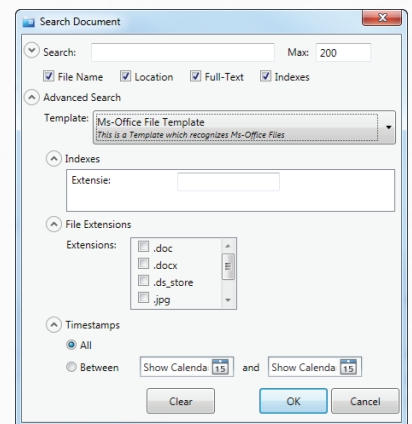 Search Document
Search: Max: 200
File Name Location Full-Text Indexes
Advanced Search
Template: Ms-Office File Template
This is a Template which recognizes Ms-Office Files
Indexes
Extensie:
File Extensions
Extensions: .doc
.docx
.ds_store
.jpg
Timestamps
All
Between Show Calenda 15 and Show Calenda 15
Clear OK Cancel